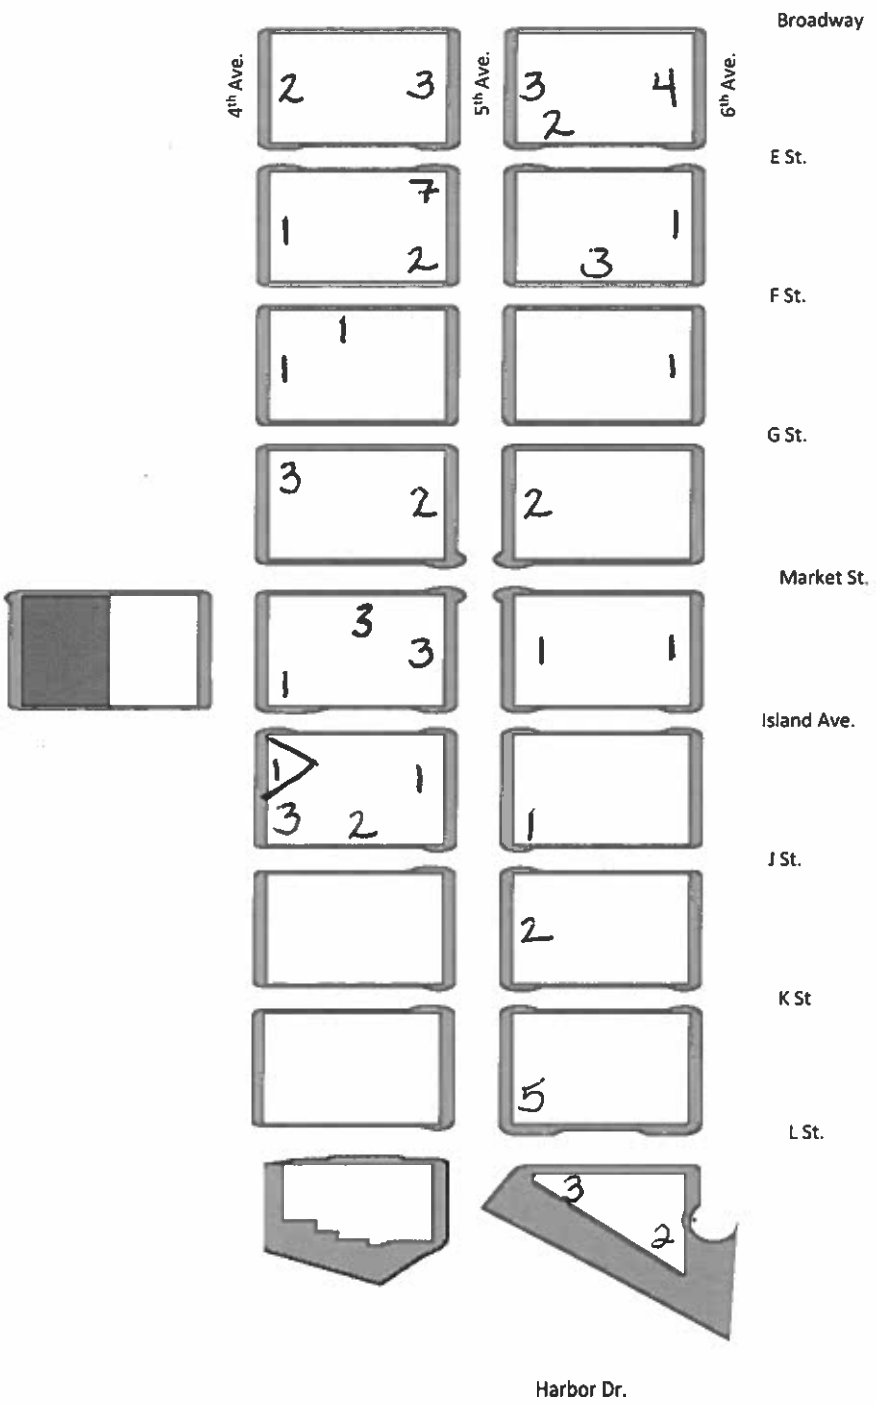 Broadway
4th Ave.
5th Ave.
6th Ave.
2 3 3 4
2
E St.
7
1 1
2 3
F St.
1
1 1
G St.
3
2 2
Market St.
3
3 1 1
1
Island Ave.
1 1
3 2 1
J St.
2
K St
5
L St.
3
2
Harbor Dr.